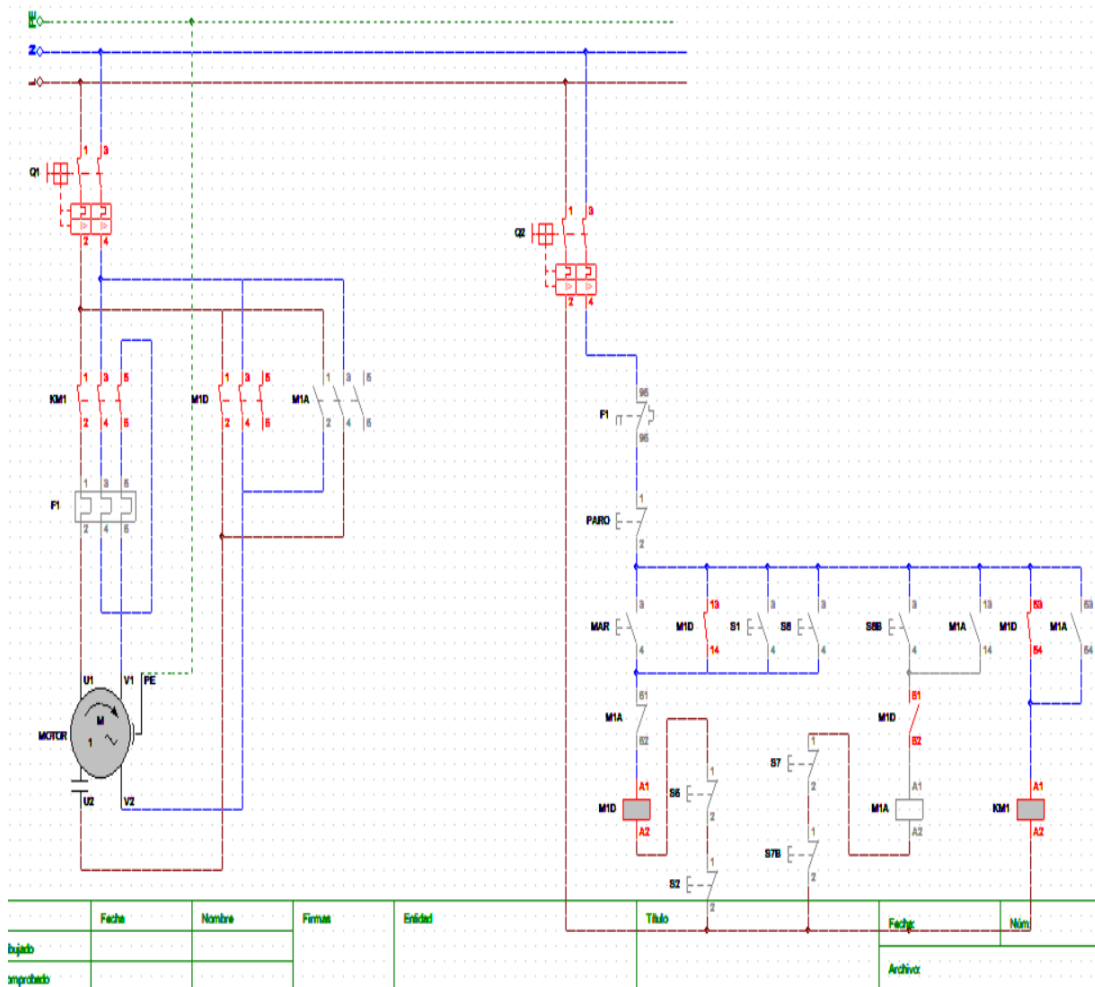 PE
N
L
1 3
Q1
2 4
1 3
Q2
2 4
1 3 5
KM1
2 4 6
1 3 5
M1D
2 4 6
1 3 5
M1A
2 4 6
95
F1
96
1 3 5
F1
2 4 6
1
PARO
2
3
MAR
4
13
M1D
14
3
S1
4
3
S5
4
3
4
13
M1A
14
53
M1D
54
53
M1A
54
U1 V1 PE
M
1
MOTOR
U2 V2
61
M1A
62
61
M1D
62
A1
M1D
A2
1
S6
2
1
S2
2
1
S7
2
1
S7B
2
A1
M1A
A2
A1
KM1
A2
Fecha Nombre Firmas Entidad Título Fecha: Núm:
bujado
omprobado
Archivo: